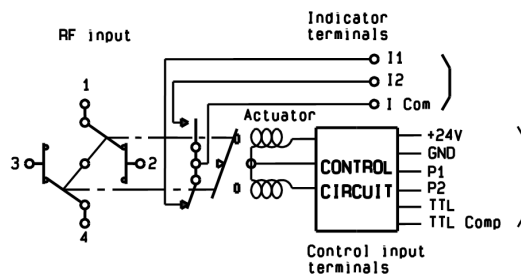 Indicator
terminals
RF input
I1
I2
I Com
1
Actuator
+24V
GND
3
2
CONTROL
P1
CIRCUIT
P2
TTL
4
TTL Comp
Control input
terminals